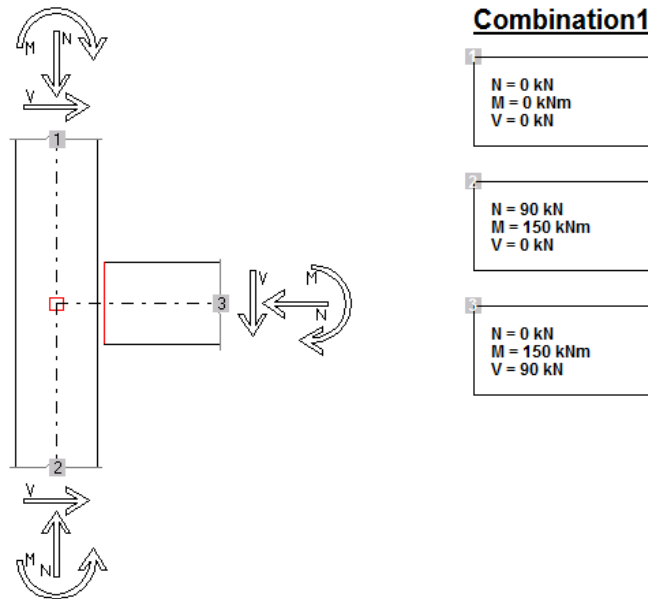 Combination1
M N
V
1
1
N = 0 kN
M = 0 kNm
V = 0 kN
2
N = 90 kN
M = 150 kNm
V = 0 kN
V M
3
N
3
N = 0 kN
M = 150 kNm
V = 90 kN
2
V
M N